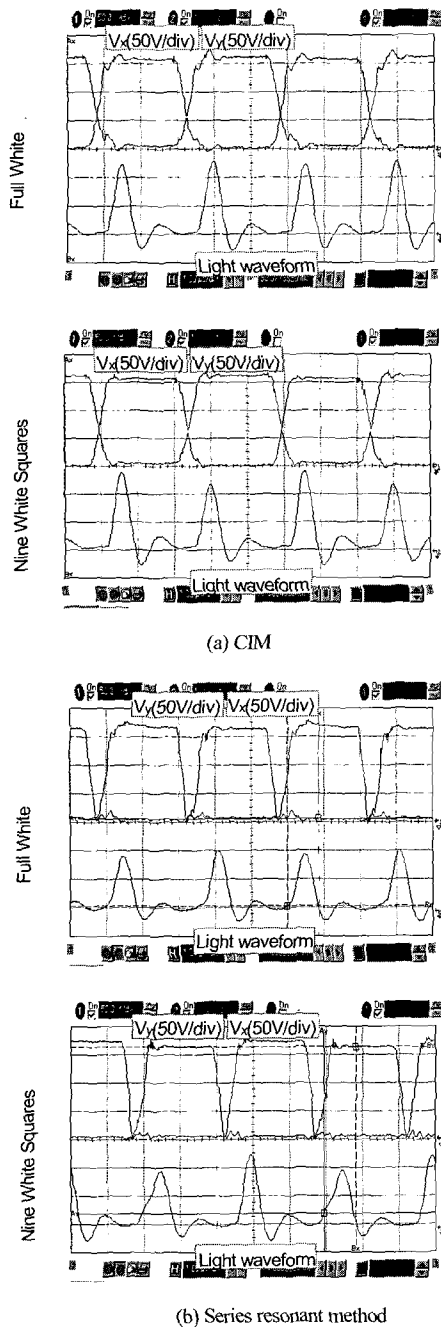 Vx(50V/div) Vy(50V/div)
Full White
Light waveform
Vx(50V/div) Vy(50V/div)
Nine White Squares
Light waveform
(a) CIM
Vy(50V/div) Vx(50V/div)
Full White
Light waveform
Vy(50V/div) Vx(50V/div)
Nine White Squares
Light waveform
(b) Series resonant method